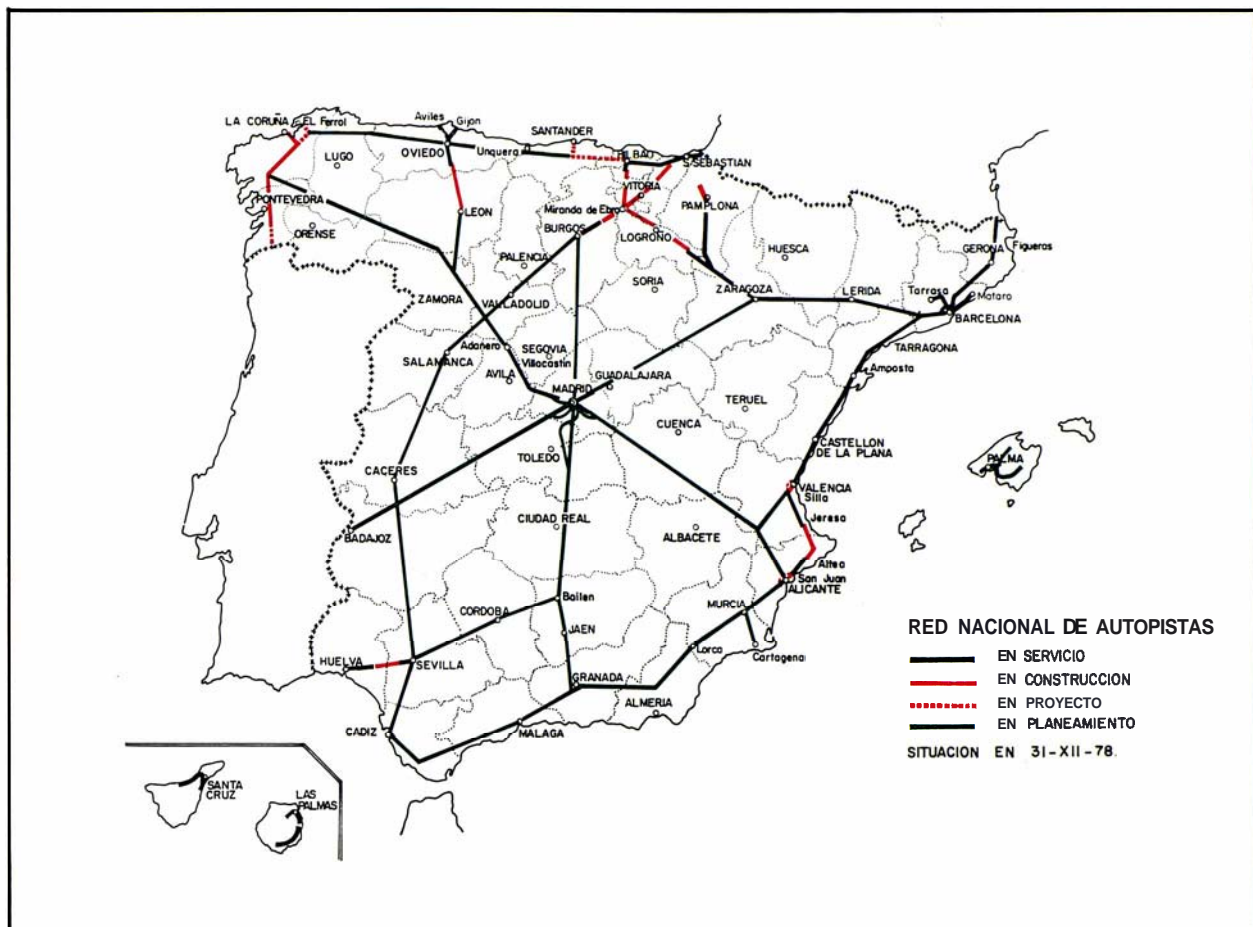 LA CORUÑA
EL Ferrol
Aviles
Gijon
SANTANDER
LUGO
OVIEDO
Unquera
BILBAO
S.SEBASTIAN
VITORIA
PONTEVEDRA
LEON
Miranda de Ebro
PAMPLONA
ORENSE
BURGOS
LOGROÑO
HUESCA
GERONA
Figueras
PALENCIA
SORIA
ZARAGOZA
LERIDA
Tarrasa
Mataro
ZAMORA
VALLADOLID
BARCELONA
SALAMANCA
Adanero
SEGOVIA
Villacastin
TARRAGONA
AVILA
MADRID
GUADALAJARA
Amposta
TERUEL
CUENCA
TOLEDO
CASTELLON
DE LA PLANA
CACERES
PALMA
VALENCIA
Silla
CIUDAD REAL
Jeresa
BADAJOZ
ALBACETE
Altea
San Juan
ALICANTE
Bailen
CORDOBA
MURCIA
JAEN
Lorca
Cartagena
HUELVA
SEVILLA
GRANADA
ALMERIA
CADIZ
MALAGA
SANTA
CRUZ
LAS
PALMAS
RED NACIONAL DE AUTOPISTAS
EN SERVICIO
EN CONSTRUCCION
EN PROYECTO
EN PLANEAMIENTO
SITUACION EN 31-XII-78.